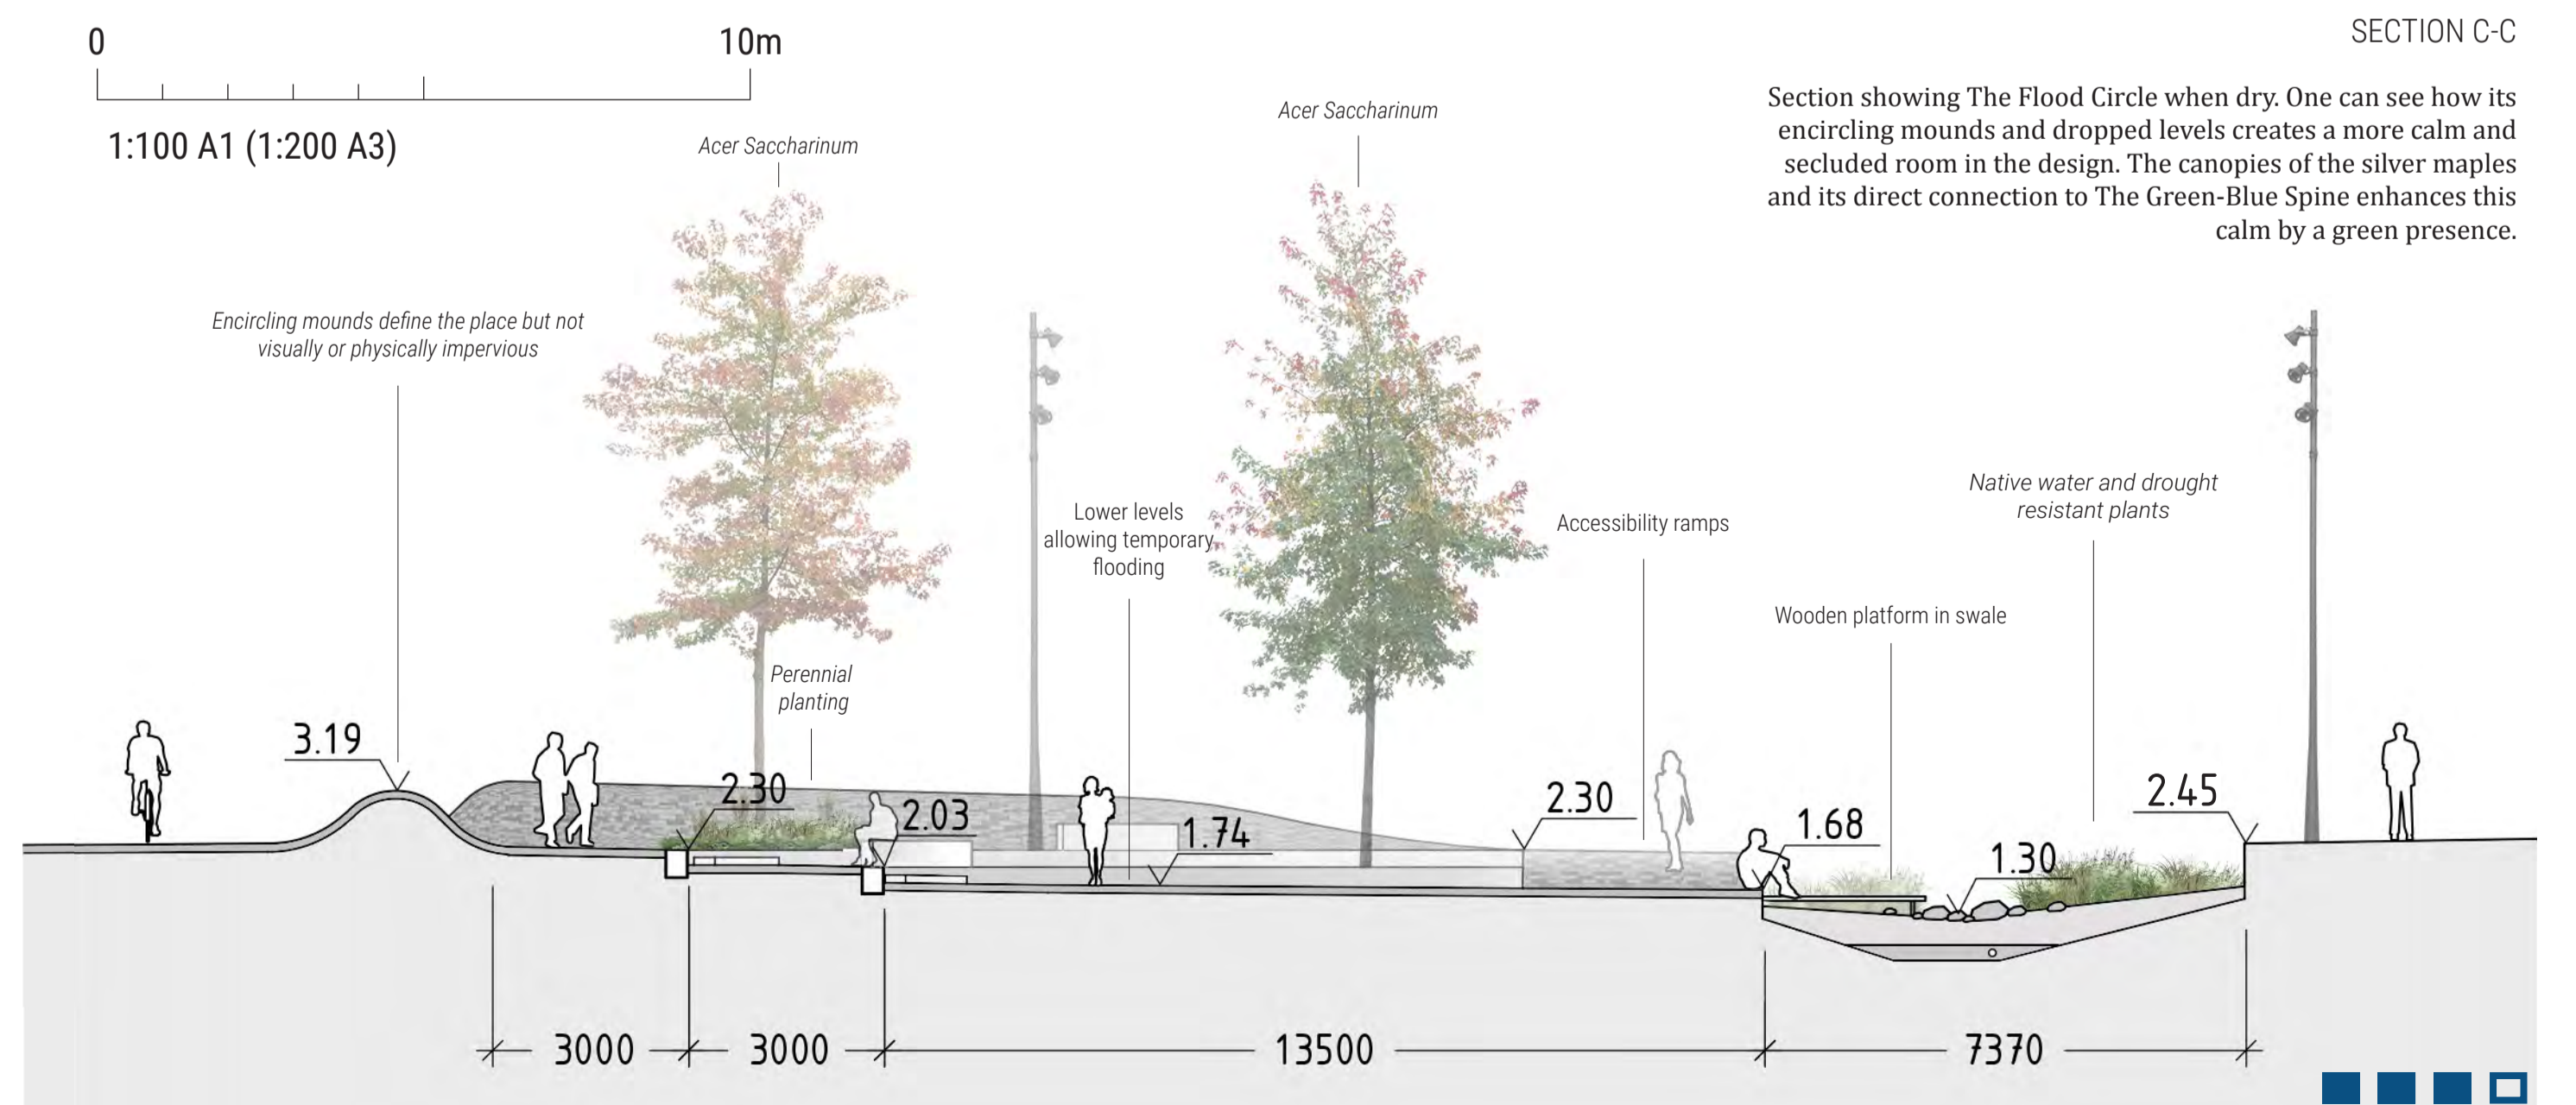 0
10m
1:100 A1 (1:200 A3)
SECTION C-C
Section showing The Flood Circle when dry. One can see how its
encircling mounds and dropped levels creates a more calm and
secluded room in the design. The canopies of the silver maples
and its direct connection to The Green-Blue Spine enhances this
calm by a green presence.
Acer Saccharinum
Acer Saccharinum
Encircling mounds define the place but not
visually or physically impervious
Lower levels
allowing temporary
flooding
Accessibility ramps
Native water and drought
resistant plants
Wooden platform in swale
Perennial
planting
3.19
2.30
2.03
1.74
2.30
1.68
1.30
2.45
3000
3000
13500
7370